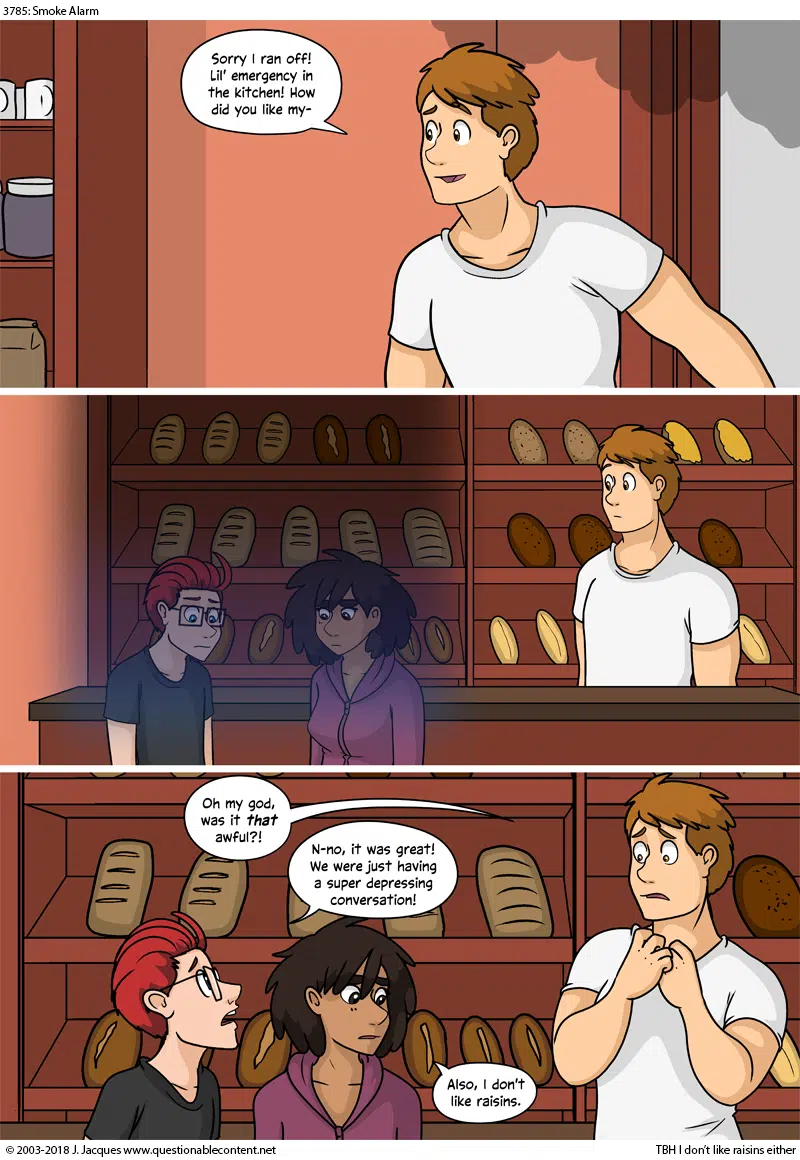 3785: Smoke Alarm
Sorry I ran off!
Lil' emergency in
the kitchen! How
did you like my-
Oh my god,
was it that
awful?!
N-no, it was great!
We were just having
a super depressing
conversation!
Also, I don't
like raisins.
© 2003-2018 J. Jacques www.questionablecontent.net
TBH I don't like raisins either